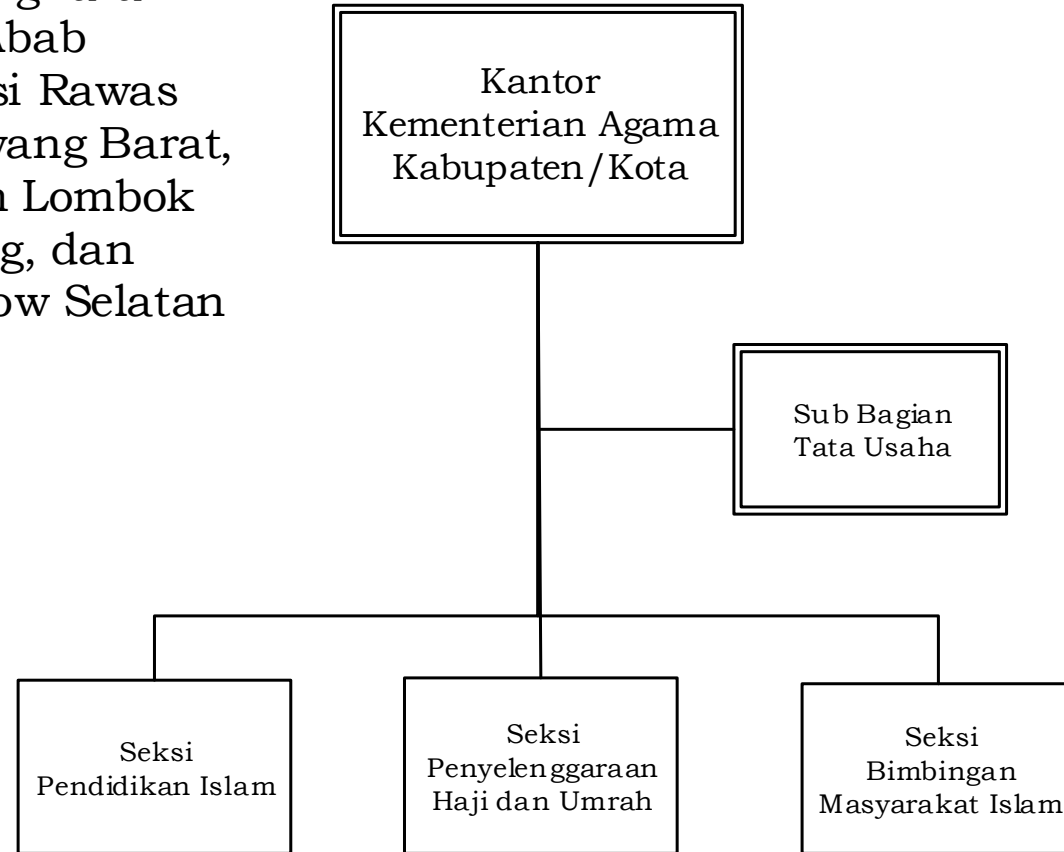 Abab
si Rawas
wang Barat,
n Lombok
g, dan
ow Selatan
Kantor
Kementerian Agama
Kabupaten/Kota
Sub Bagian
Tata Usaha
Seksi
Pendidikan Islam
Seksi
Penyelenggaraan
Haji dan Umrah
Seksi
Bimbingan
Masyarakat Islam